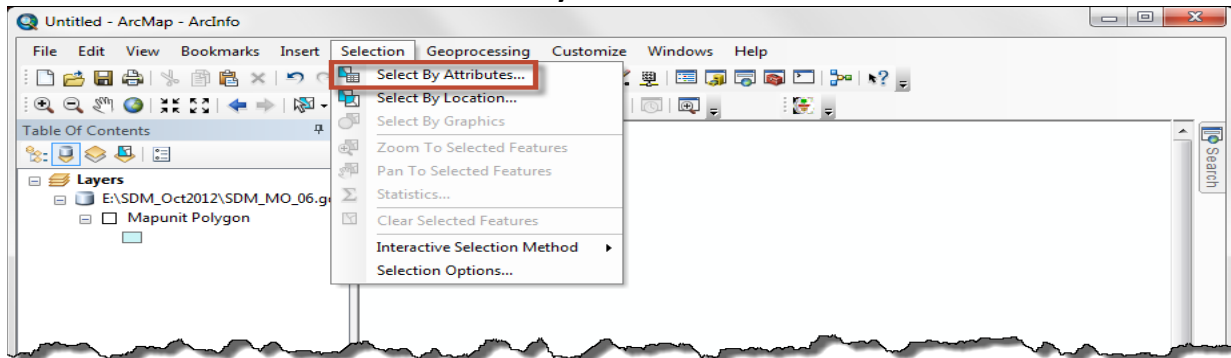 Untitled - ArcMap - ArcInfo
File Edit View Bookmarks Insert Selection Geoprocessing Customize Windows Help
Select By Attributes...
Select By Location...
Select By Graphics
Zoom To Selected Features
Pan To Selected Features
Statistics...
Clear Selected Features
Interactive Selection Method
Selection Options...
Table Of Contents
Layers
E:\SDM_Oct2012\SDM_MO_06.g
Mapunit Polygon
Search